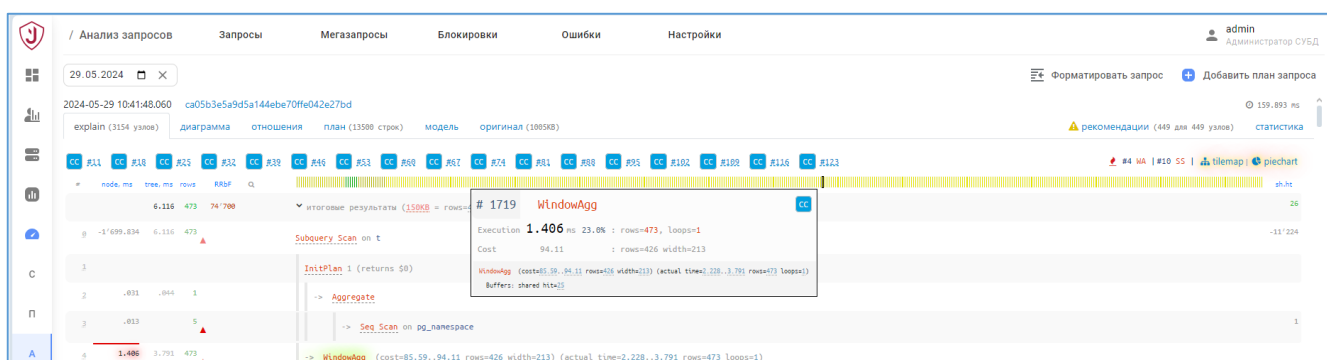 / Анализ запросов Запросы Мегазапросы Блокировки Ошибки Настройки admin
Администратор СУБД
29.05.2024 Форматировать запрос Добавить план запроса
2024-05-29 10:41:48.060 ca05b3e5a9d5a144ebe70ffe042e27bd 159.893 ms
explain (3154 узлов) диаграмма отношения план (13500 строк) модель оригинал (1005KB) рекомендации (449 для 449 узлов) статистика
CC #11 CC #18 CC #25 CC #32 CC #39 CC #46 CC #53 CC #60 CC #67 CC #74 CC #81 CC #88 CC #95 CC #102 CC #109 CC #116 CC #123 #4 WA | #10 SS | tilemap | piechart
# node, ms tree, ms rows RRbF sh.ht
6.116 473 74'700 итоговые результаты (150KB = rows=4 26
# 1719 WindowAgg CC
Execution 1.406 ms 23.0% : rows=473, loops=1
Cost 94.11 : rows=426 width=213
WindowAgg (cost=85.59..94.11 rows=426 width=213) (actual time=2.228..3.791 rows=473 loops=1)
Buffers: shared hit=25
0 -1'699.834 6.116 473 Subquery Scan on t -11'224
1 InitPlan 1 (returns $0)
2 .031 .044 1 -> Aggregate
3 .013 5 -> Seq Scan on pg_namespace 1
4 1.406 3.791 473 -> WindowAgg (cost=85.59..94.11 rows=426 width=213) (actual time=2.228..3.791 rows=473 loops=1)
С
П
А